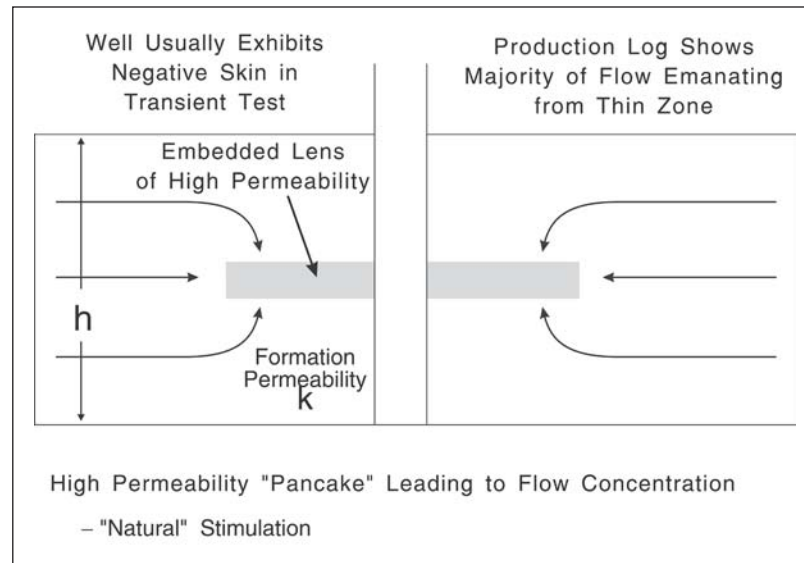 Well Usually Exhibits
Negative Skin in
Transient Test
Production Log Shows
Majority of Flow Emanating
from Thin Zone
Embedded Lens
of High Permeability
h
Formation
Permeability
k
High Permeability "Pancake" Leading to Flow Concentration
– "Natural" Stimulation